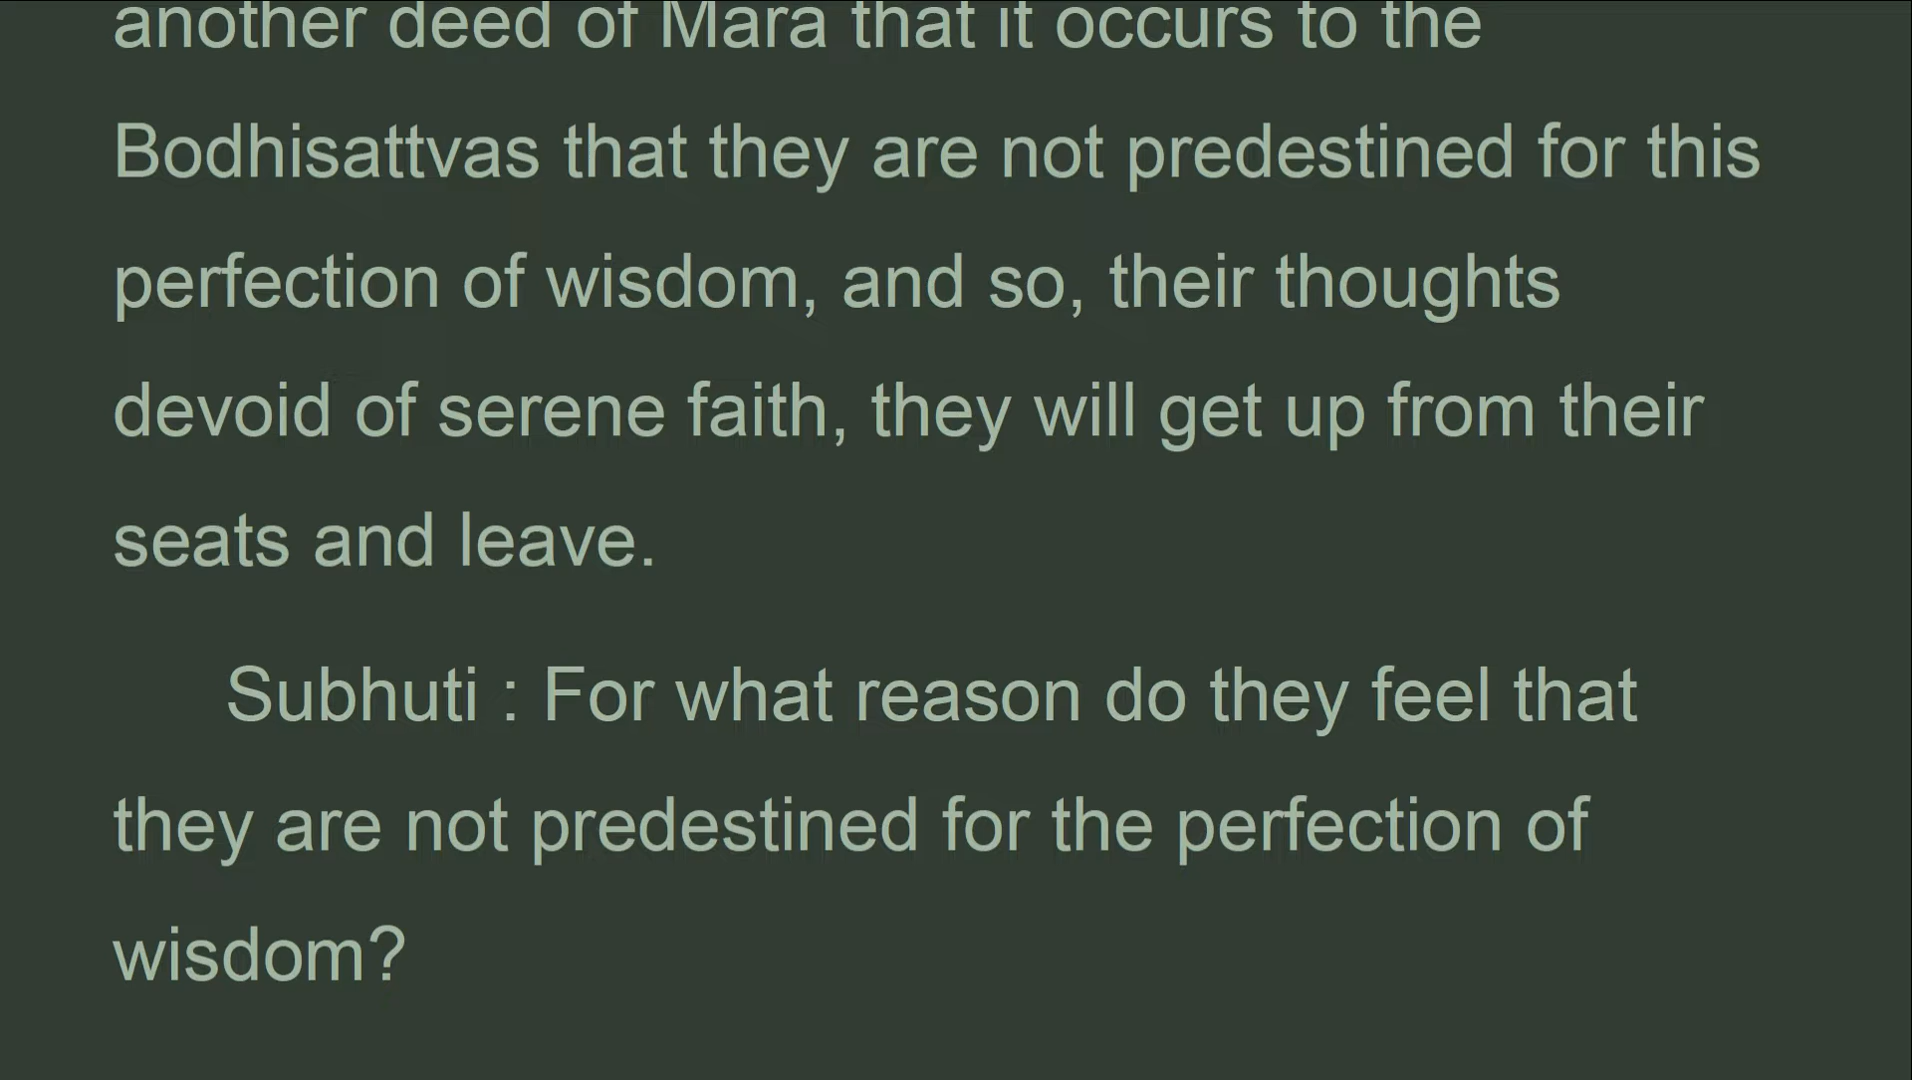 another deed of Mara that it occurs to the
Bodhisattvas that they are not predestined for this
perfection of wisdom, and so, their thoughts
devoid of serene faith, they will get up from their
seats and leave.
Subhuti : For what reason do they feel that
they are not predestined for the perfection of
wisdom?